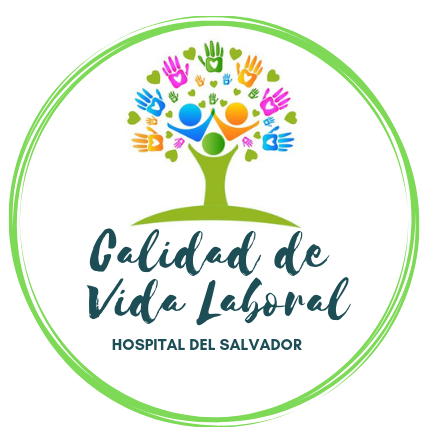 Calidad de
Vida Laboral
HOSPITAL DEL SALVADOR